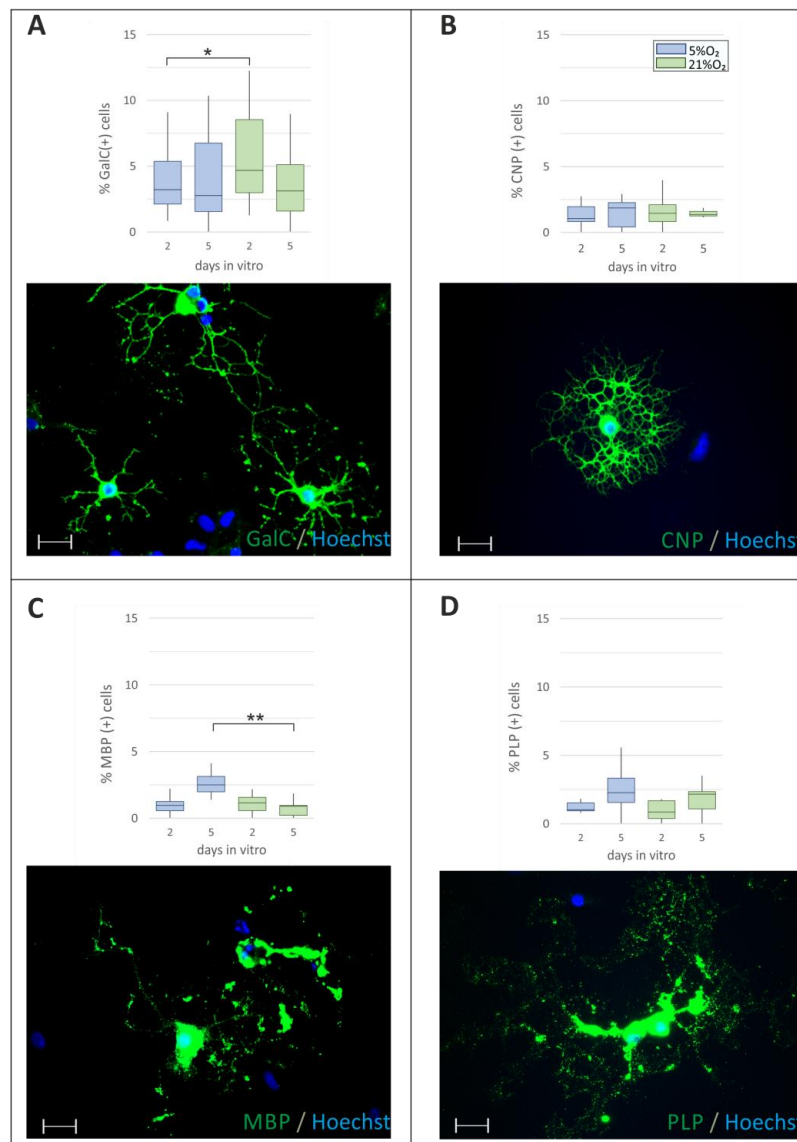 A
15
*
10
5
0
% GalC(+) cells
2 5 2 5
days in vitro
GalC / Hoechst
B
15
5%O₂
21%O₂
10
5
0
% CNP (+) cells
2 5 2 5
days in vitro
CNP / Hoechst
C
15
10
**
5
0
% MBP (+) cells
2 5 2 5
days in vitro
MBP / Hoechst
D
15
10
5
0
% PLP (+) cells
2 5 2 5
days in vitro
PLP / Hoechst